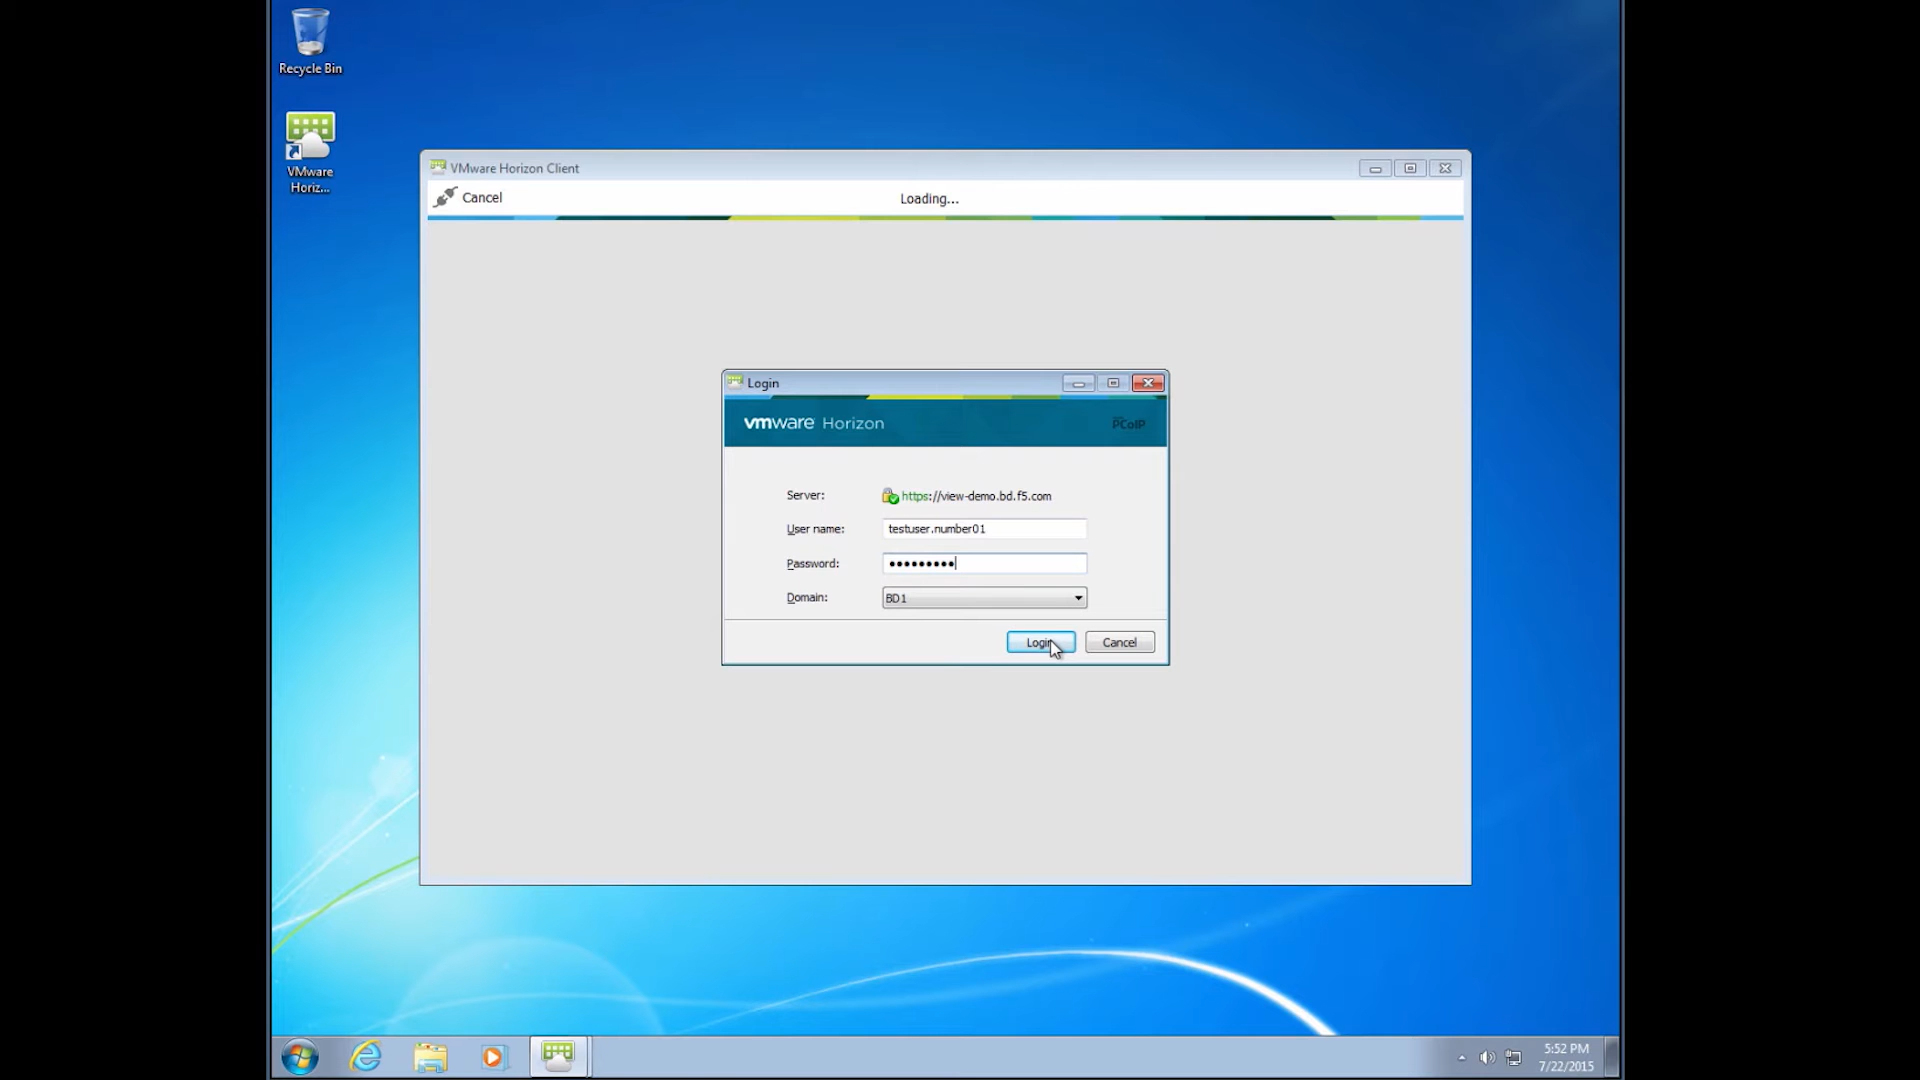 Recycle Bin
VMware
Horiz...
VMware Horizon Client
Cancel
Loading...
Login
vmware Horizon
PCoIP
Server:
https://view-demo.bd.f5.com
User name:
testuser.number01
Password:
•••••••••
Domain:
BD1
Login
Cancel
5:52 PM
7/22/2015